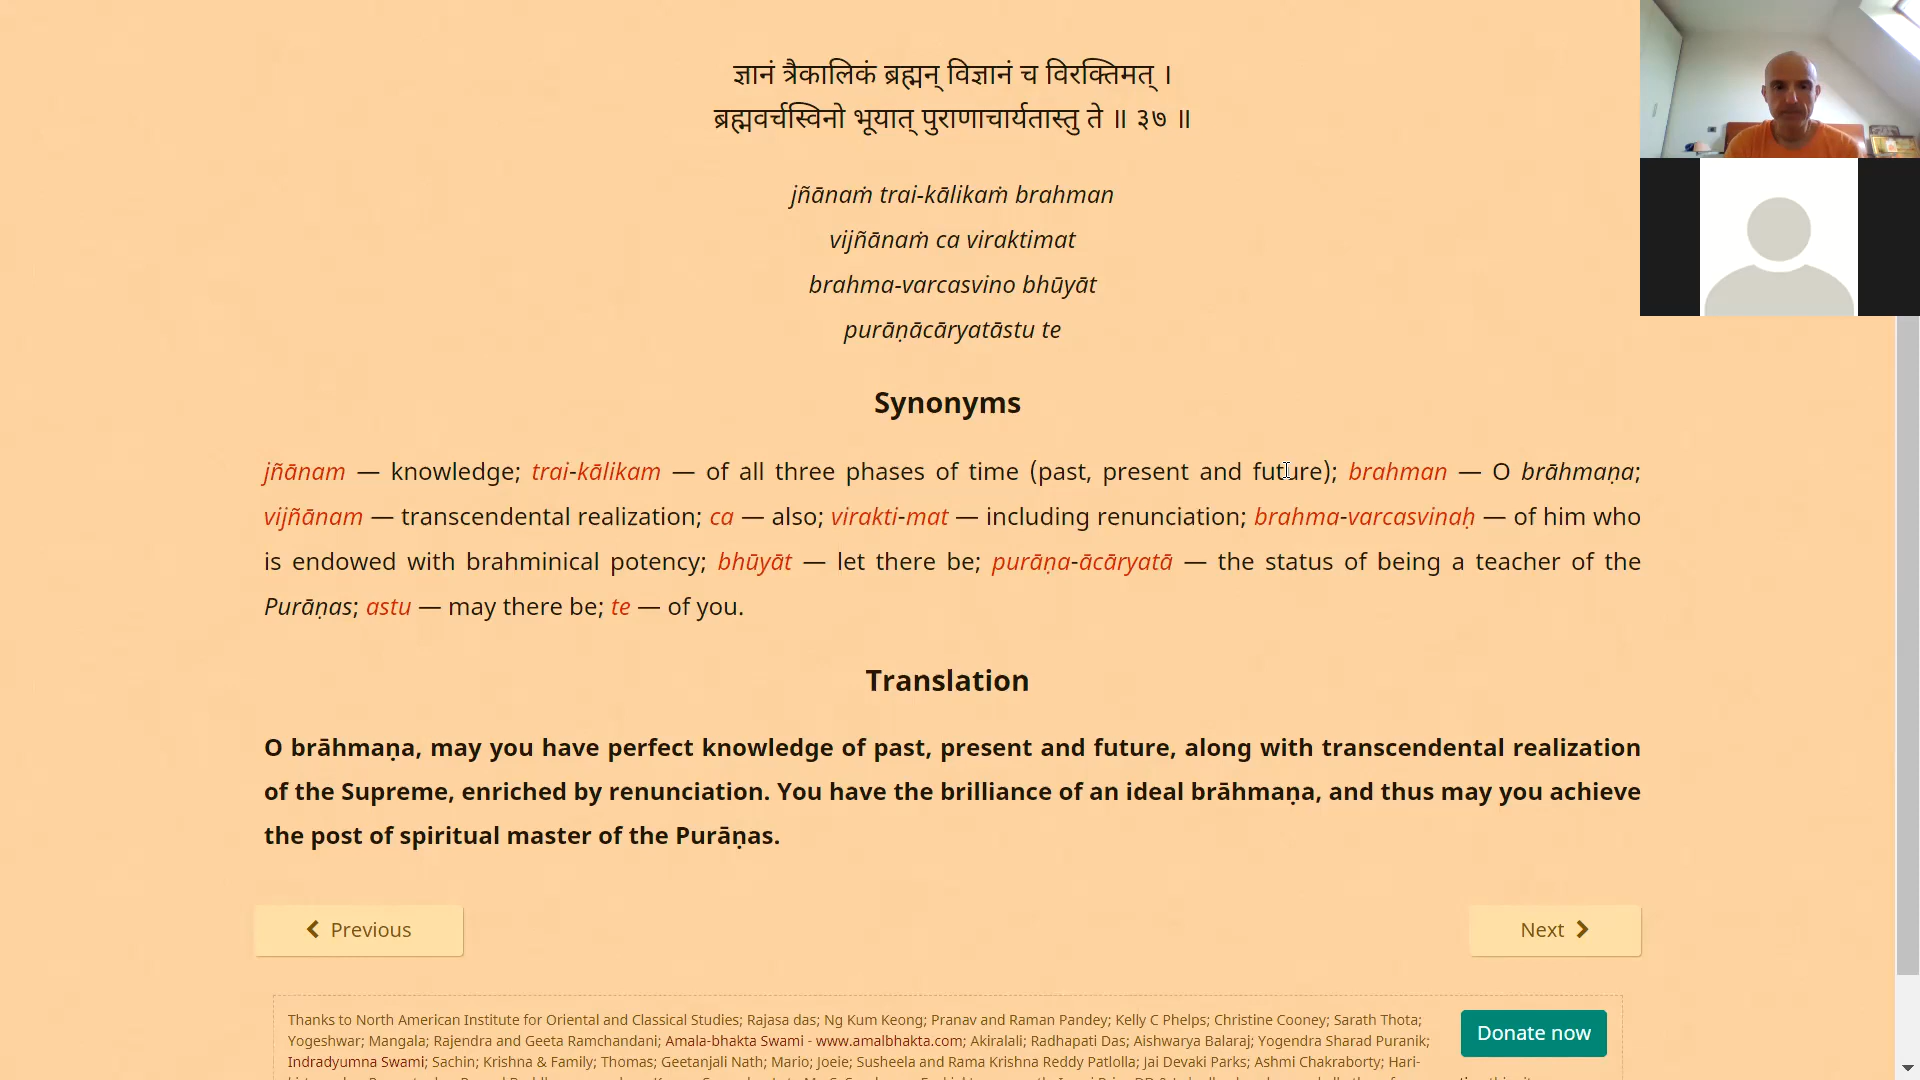 ज्ञानं त्रैकालिकं ब्रह्मन् विज्ञानं च विरक्तिमत् ।
ब्रह्मवर्चस्विनो भूयात् पुराणाचार्यतास्तु ते ॥ ३७ ॥
jñānaṁ trai-kālikaṁ brahman
vijñānaṁ ca viraktimat
brahma-varcasvino bhūyāt
purāṇācāryatāstu te
Synonyms
jñānam — knowledge; trai-kālikam — of all three phases of time (past, present and future); brahman — O brāhmaṇa;
vijñānam — transcendental realization; ca — also; virakti-mat — including renunciation; brahma-varcasvinaḥ — of him who
is endowed with brahminical potency; bhūyāt — let there be; purāṇa-ācāryatā — the status of being a teacher of the
Purāṇas; astu — may there be; te — of you.
Translation
O brāhmaṇa, may you have perfect knowledge of past, present and future, along with transcendental realization
of the Supreme, enriched by renunciation. You have the brilliance of an ideal brāhmaṇa, and thus may you achieve
the post of spiritual master of the Purāṇas.
Previous
Next
Thanks to North American Institute for Oriental and Classical Studies; Rajasa das; Ng Kum Keong; Pranav and Raman Pandey; Kelly C Phelps; Christine Cooney; Sarath Thota;
Yogeshwar; Mangala; Rajendra and Geeta Ramchandani; Amala-bhakta Swami - www.amalbhakta.com; Akiralali; Radhapati Das; Aishwarya Balaraj; Yogendra Sharad Puranik;
Indradyumna Swami; Sachin; Krishna & Family; Thomas; Geetanjali Nath; Mario; Joeie; Susheela and Rama Krishna Reddy Patlolla; Jai Devaki Parks; Ashmi Chakraborty; Hari-
Donate now